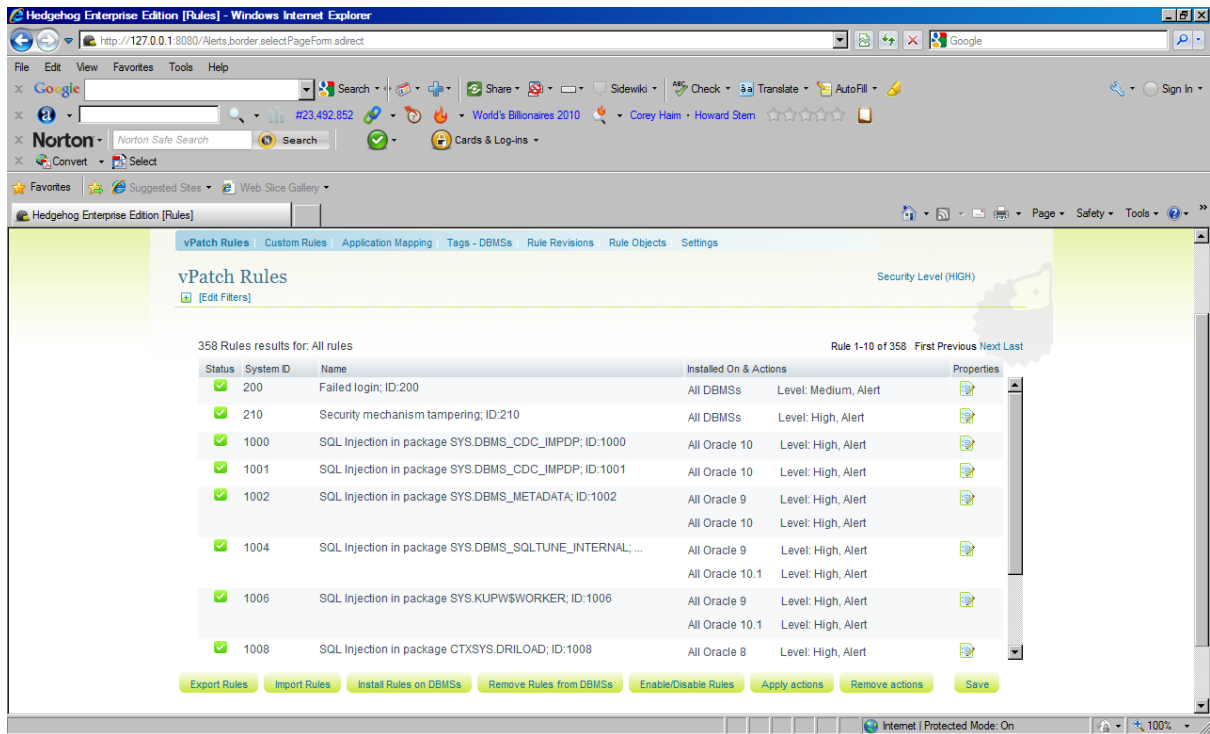 Hedgehog Enterprise Edition [Rules] - Windows Internet Explorer
http://127.0.0.1:8080/Alerts,border.selectPageForm.sdirect
Google
File Edit View Favorites Tools Help
Google Search Share Sidewiki Check Translate AutoFill Sign In
#23,492,852 World's Billionaires 2010 Corey Haim • Howard Stern
Norton Norton Safe Search Search Cards & Log-ins
Convert Select
Favorites Suggested Sites Web Slice Gallery
Hedgehog Enterprise Edition [Rules] Page Safety Tools
vPatch Rules | Custom Rules | Application Mapping | Tags - DBMSs | Rule Revisions | Rule Objects | Settings
vPatch Rules
Security Level (HIGH)
[Edit Filters]
358 Rules results for: All rules
Rule 1-10 of 358 First Previous Next Last
Status System ID Name Installed On & Actions Properties
200 Failed login; ID:200 All DBMSs Level: Medium, Alert
210 Security mechanism tampering; ID:210 All DBMSs Level: High, Alert
1000 SQL Injection in package SYS.DBMS_CDC_IMPDP; ID:1000 All Oracle 10 Level: High, Alert
1001 SQL Injection in package SYS.DBMS_CDC_IMPDP; ID:1001 All Oracle 10 Level: High, Alert
1002 SQL Injection in package SYS.DBMS_METADATA; ID:1002 All Oracle 9 Level: High, Alert
All Oracle 10 Level: High, Alert
1004 SQL Injection in package SYS.DBMS_SQLTUNE_INTERNAL; ... All Oracle 9 Level: High, Alert
All Oracle 10.1 Level: High, Alert
1006 SQL Injection in package SYS.KUPW$WORKER; ID:1006 All Oracle 9 Level: High, Alert
All Oracle 10.1 Level: High, Alert
1008 SQL Injection in package CTXSYS.DRILOAD; ID:1008 All Oracle 8 Level: High, Alert
Export Rules Import Rules Install Rules on DBMSs Remove Rules from DBMSs Enable/Disable Rules Apply actions Remove actions Save
Internet | Protected Mode: On 100%